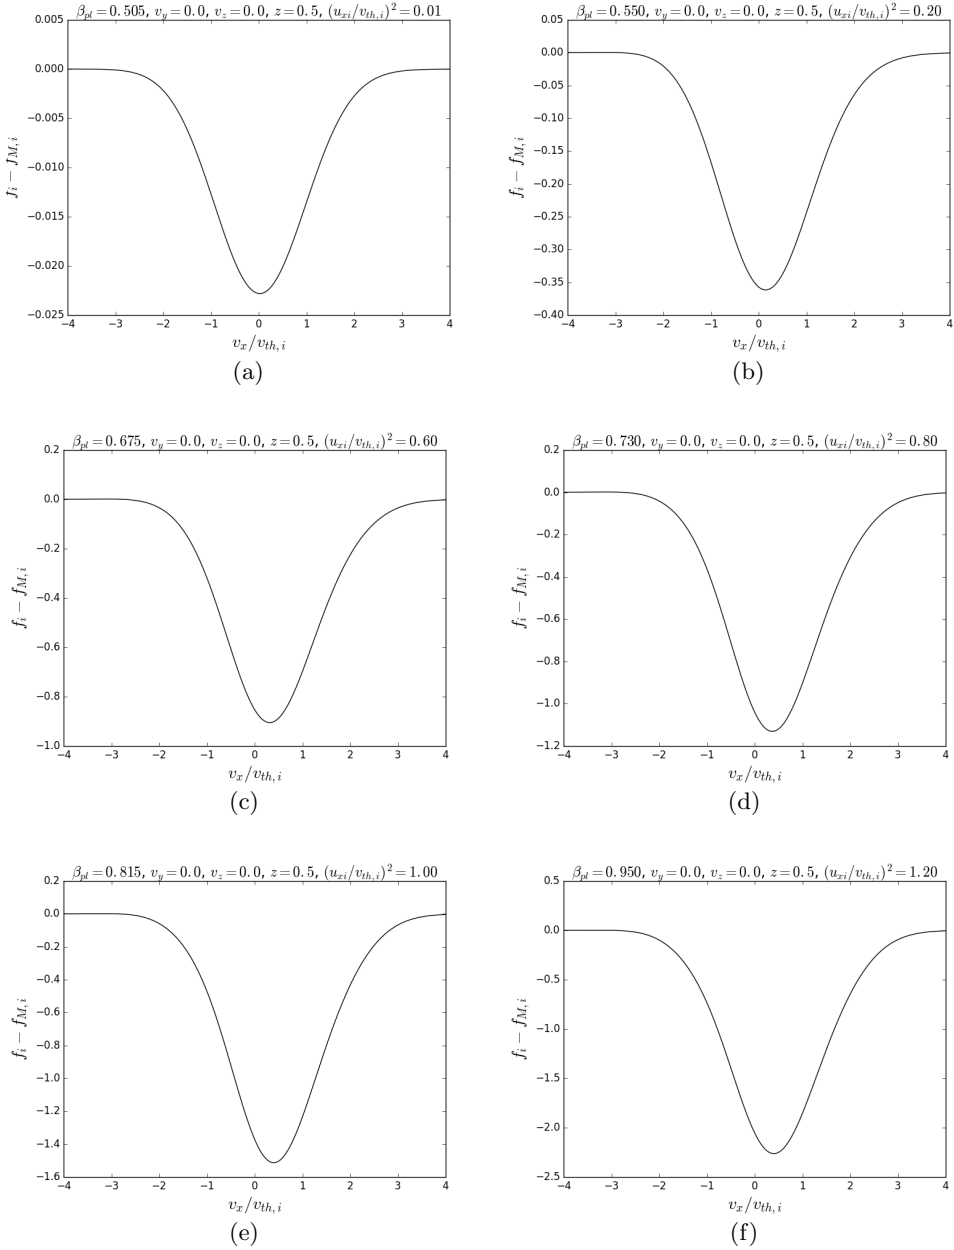 β_pl = 0.505, v_y = 0.0, v_z = 0.0, z = 0.5, (u_xi/v_th,i)^2 = 0.01
0.005
0.000
−0.005
−0.010
−0.015
−0.020
−0.025
f_i − f_M,i
−4 −3 −2 −1 0 1 2 3 4
v_x/v_th,i
(a)
β_pl = 0.550, v_y = 0.0, v_z = 0.0, z = 0.5, (u_xi/v_th,i)^2 = 0.20
0.05
0.00
−0.05
−0.10
−0.15
−0.20
−0.25
−0.30
−0.35
−0.40
f_i − f_M,i
−4 −3 −2 −1 0 1 2 3 4
v_x/v_th,i
(b)
β_pl = 0.675, v_y = 0.0, v_z = 0.0, z = 0.5, (u_xi/v_th,i)^2 = 0.60
0.2
0.0
−0.2
−0.4
−0.6
−0.8
−1.0
f_i − f_M,i
−4 −3 −2 −1 0 1 2 3 4
v_x/v_th,i
(c)
β_pl = 0.730, v_y = 0.0, v_z = 0.0, z = 0.5, (u_xi/v_th,i)^2 = 0.80
0.2
0.0
−0.2
−0.4
−0.6
−0.8
−1.0
−1.2
f_i − f_M,i
−4 −3 −2 −1 0 1 2 3 4
v_x/v_th,i
(d)
β_pl = 0.815, v_y = 0.0, v_z = 0.0, z = 0.5, (u_xi/v_th,i)^2 = 1.00
0.2
0.0
−0.2
−0.4
−0.6
−0.8
−1.0
−1.2
−1.4
−1.6
f_i − f_M,i
−4 −3 −2 −1 0 1 2 3 4
v_x/v_th,i
(e)
β_pl = 0.950, v_y = 0.0, v_z = 0.0, z = 0.5, (u_xi/v_th,i)^2 = 1.20
0.5
0.0
−0.5
−1.0
−1.5
−2.0
−2.5
f_i − f_M,i
−4 −3 −2 −1 0 1 2 3 4
v_x/v_th,i
(f)